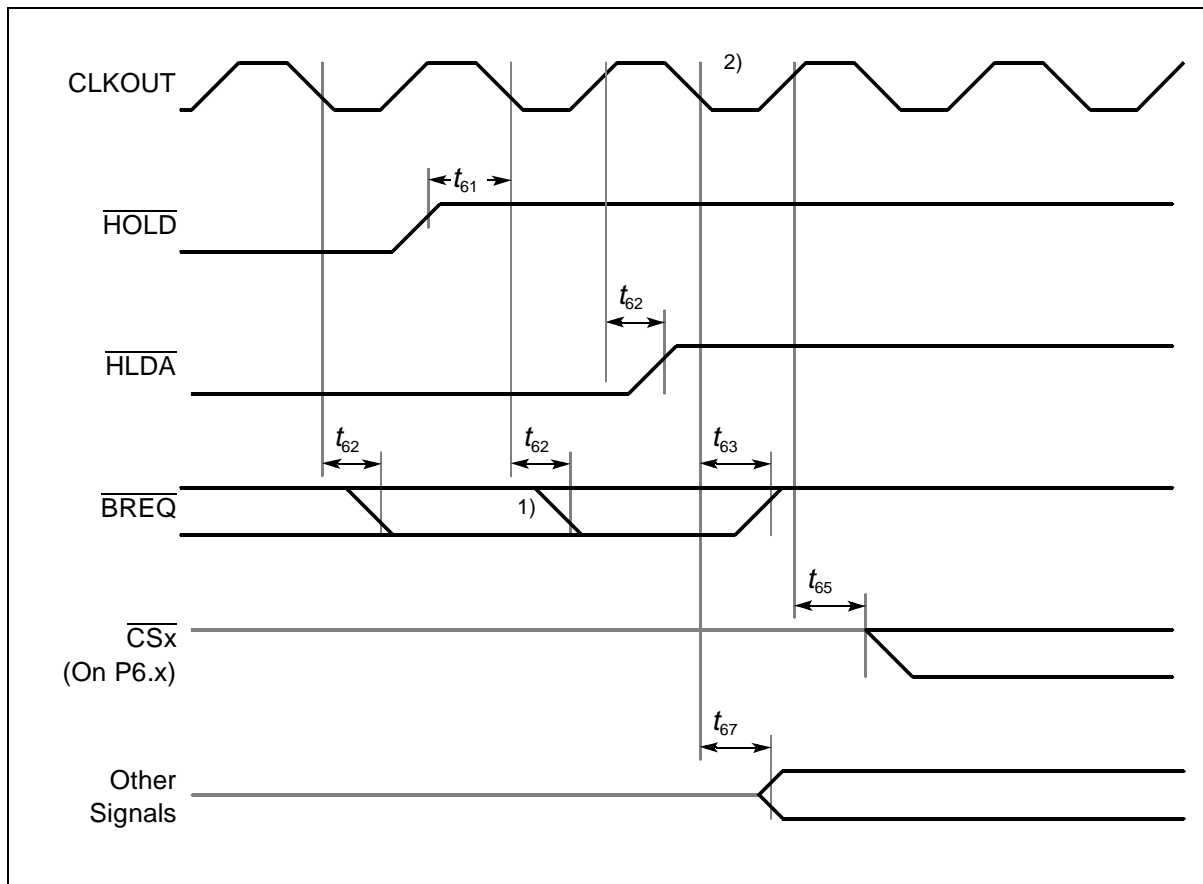 2)
CLKOUT
t61
HOLD
t62
HLDA
t62
t62
t63
BREQ
1)
t65
CSx
(On P6.x)
t67
Other
Signals